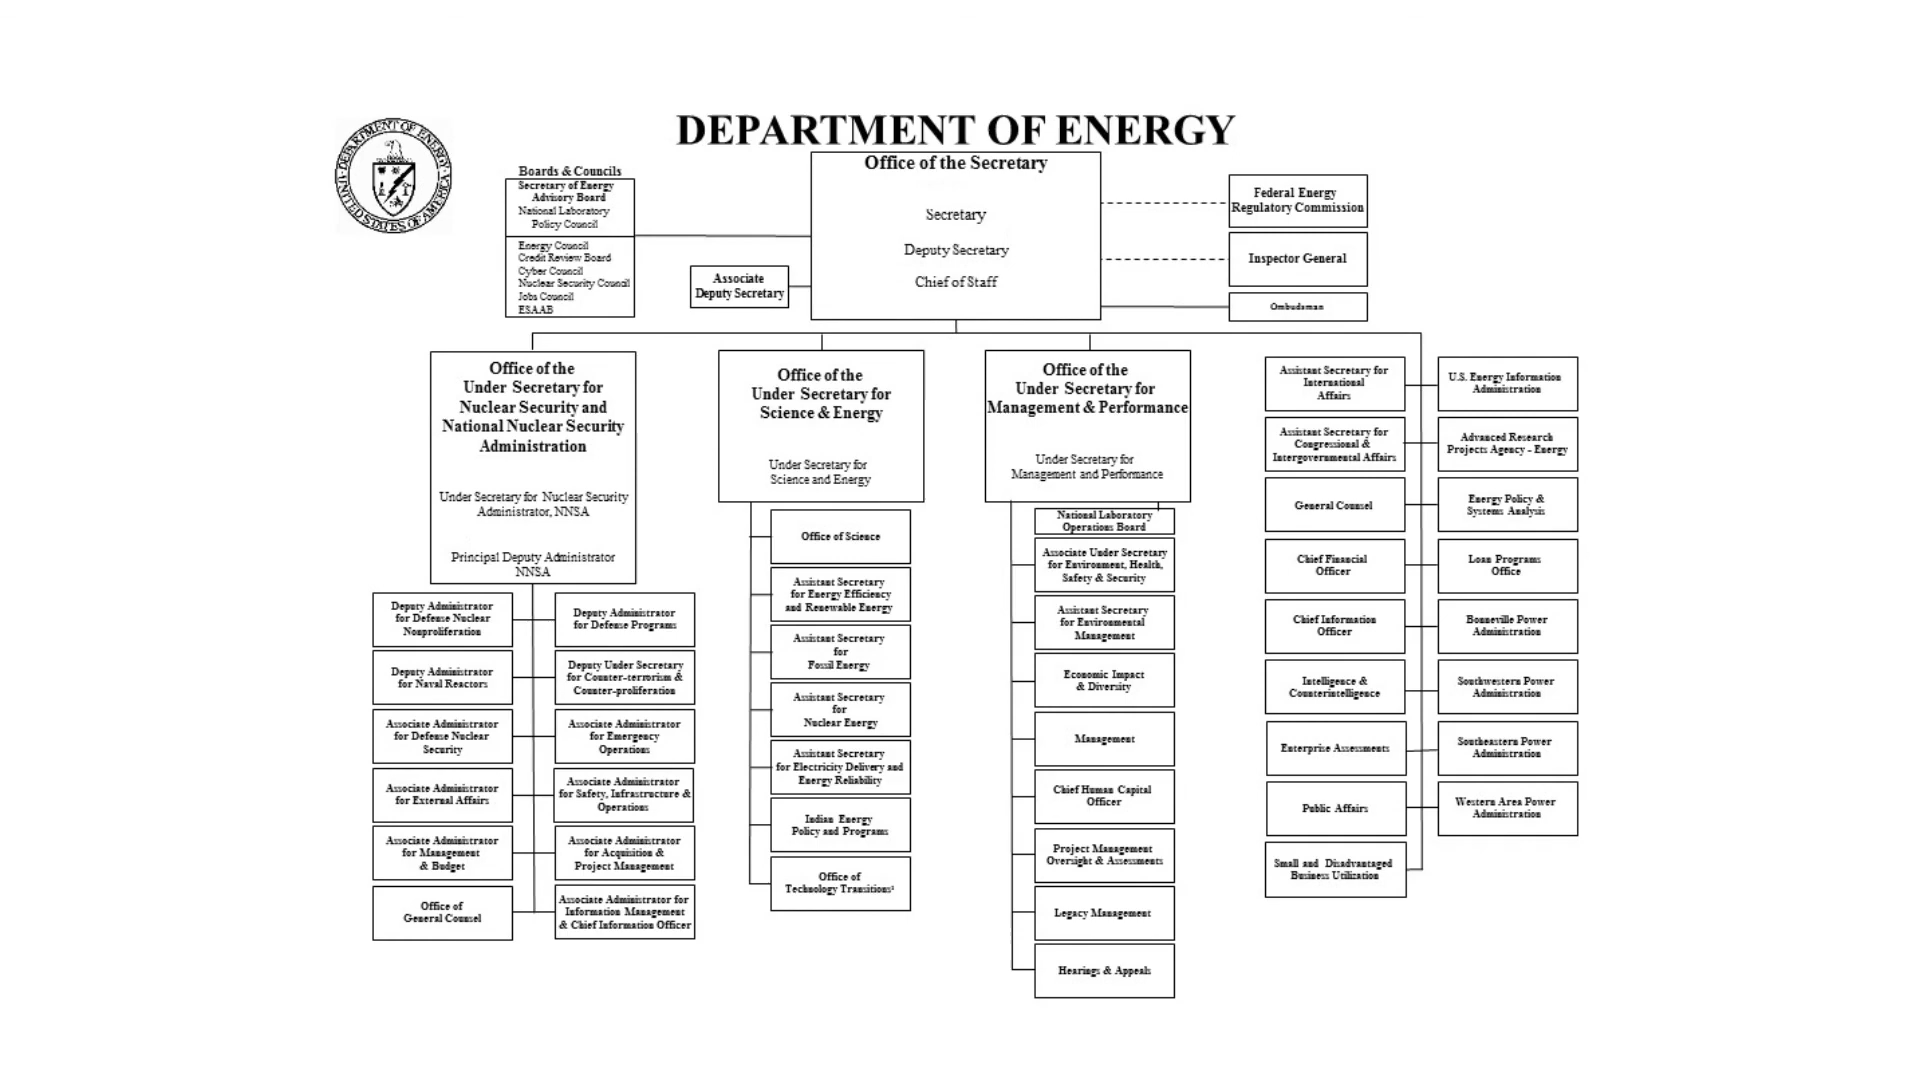 DEPARTMENT OF ENERGY
DEPARTMENT OF ENERGY
UNITED STATES OF AMERICA
Office of the Secretary
Secretary
Deputy Secretary
Chief of Staff
Boards & Councils
Secretary of Energy
Advisory Board
National Laboratory
Policy Council
Energy Council
Credit Review Board
Cyber Council
Nuclear Security Council
Jobs Council
ESAAB
Associate
Deputy Secretary
Federal Energy
Regulatory Commission
Inspector General
Ombudsman
Office of the
Under Secretary for
Nuclear Security and
National Nuclear Security
Administration
Under Secretary for Nuclear Security
Administrator, NNSA
Principal Deputy Administrator
NNSA
Deputy Administrator
for Defense Nuclear
Nonproliferation
Deputy Administrator
for Defense Programs
Deputy Administrator
for Naval Reactors
Deputy Under Secretary
for Counter-terrorism &
Counter-proliferation
Associate Administrator
for Defense Nuclear
Security
Associate Administrator
for Emergency
Operations
Associate Administrator
for External Affairs
Associate Administrator
for Safety, Infrastructure &
Operations
Associate Administrator
for Management
& Budget
Associate Administrator
for Acquisition &
Project Management
Office of
General Counsel
Associate Administrator for
Information Management
& Chief Information Officer
Office of the
Under Secretary for
Science & Energy
Under Secretary for
Science and Energy
Office of Science
Assistant Secretary
for Energy Efficiency
and Renewable Energy
Assistant Secretary
for
Fossil Energy
Assistant Secretary
for
Nuclear Energy
Assistant Secretary
for Electricity Delivery and
Energy Reliability
Indian Energy
Policy and Programs
Office of
Technology Transitions¹
Office of the
Under Secretary for
Management & Performance
Under Secretary for
Management and Performance
National Laboratory
Operations Board
Associate Under Secretary
for Environment, Health,
Safety & Security
Assistant Secretary
for Environmental
Management
Economic Impact
& Diversity
Management
Chief Human Capital
Officer
Project Management
Oversight & Assessments
Legacy Management
Hearings & Appeals
Assistant Secretary for
International
Affairs
U.S. Energy Information
Administration
Assistant Secretary for
Congressional &
Intergovernmental Affairs
Advanced Research
Projects Agency - Energy
General Counsel
Energy Policy &
Systems Analysis
Chief Financial
Officer
Loan Programs
Office
Chief Information
Officer
Bonneville Power
Administration
Intelligence &
Counterintelligence
Southwestern Power
Administration
Enterprise Assessments
Southeastern Power
Administration
Public Affairs
Western Area Power
Administration
Small and Disadvantaged
Business Utilization